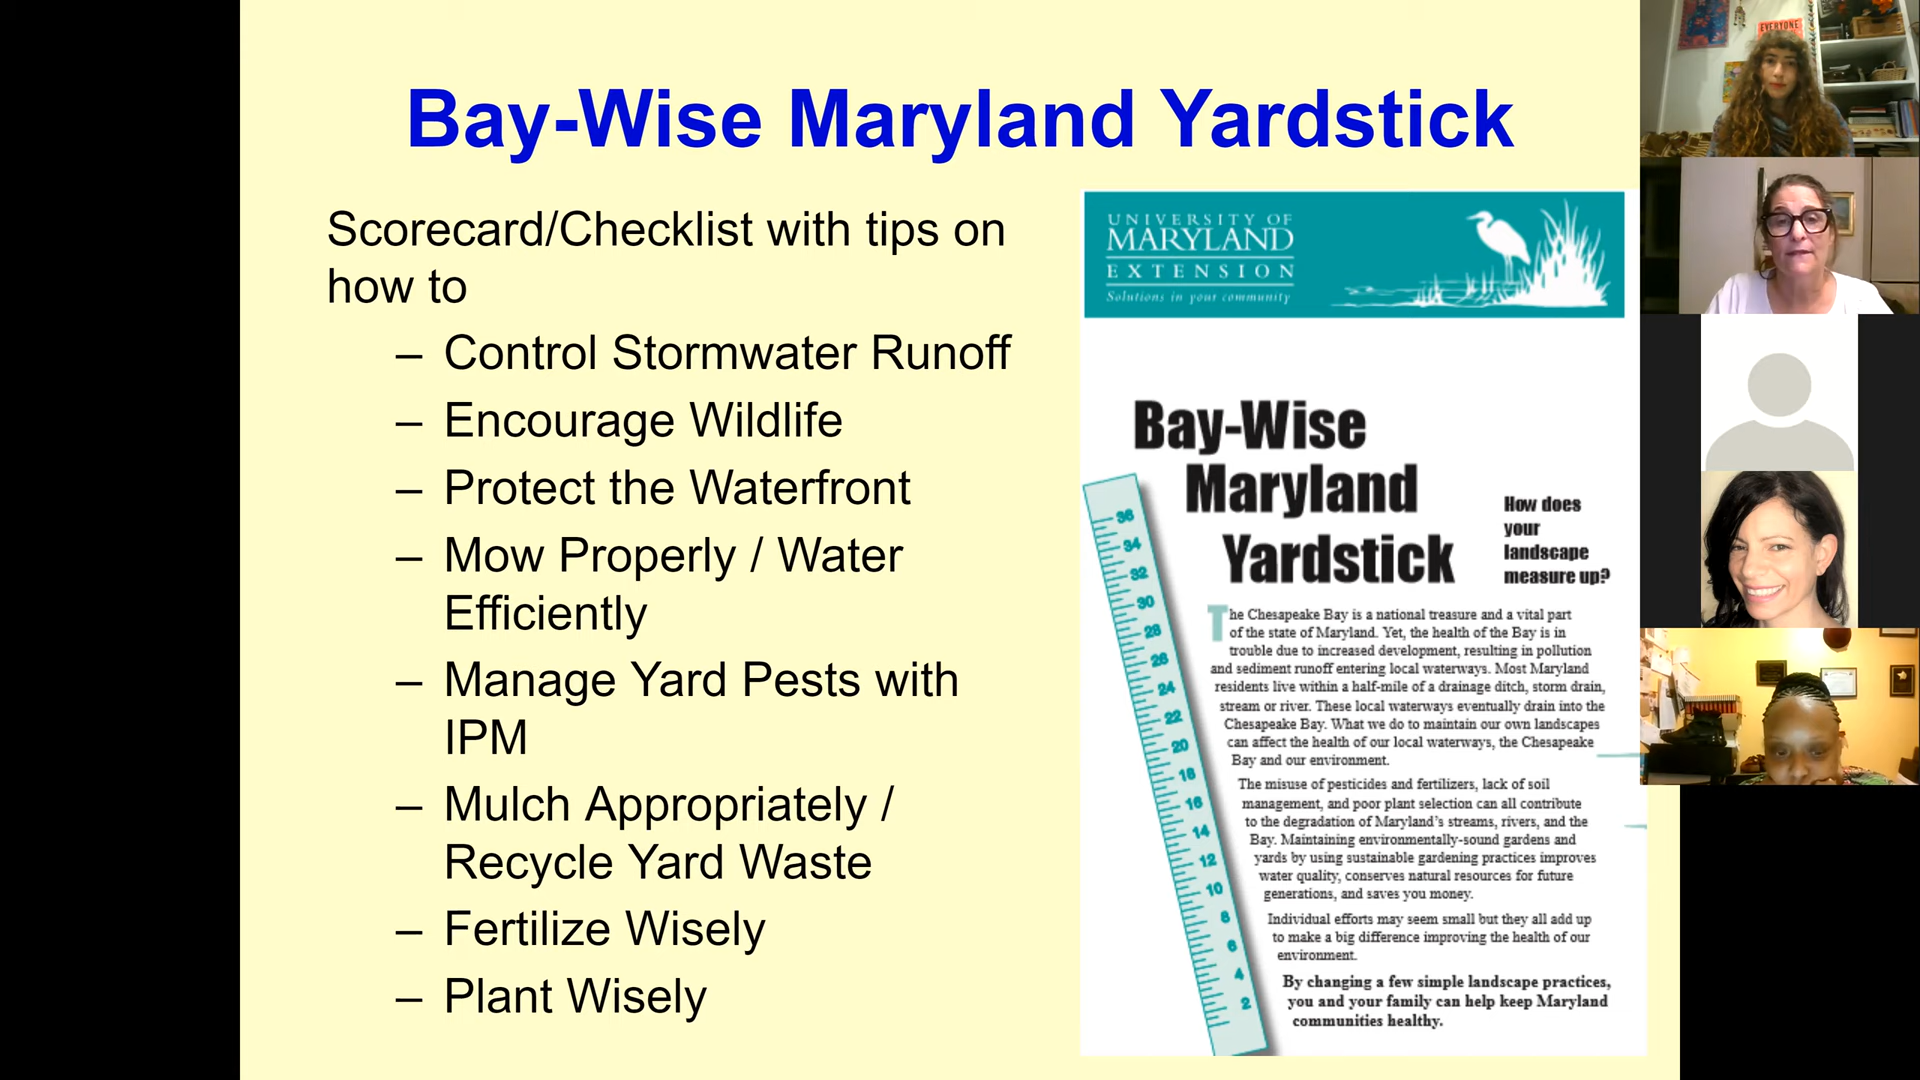 Bay-Wise Maryland Yardstick
Scorecard/Checklist with tips on
how to
– Control Stormwater Runoff
– Encourage Wildlife
– Protect the Waterfront
– Mow Properly / Water
Efficiently
– Manage Yard Pests with
IPM
– Mulch Appropriately /
Recycle Yard Waste
– Fertilize Wisely
– Plant Wisely
UNIVERSITY OF
MARYLAND
EXTENSION
Solutions in your community
Bay-Wise
Maryland
Yardstick
How does
your
landscape
measure up?
36
34
32
30
28
26
24
22
20
18
16
14
12
10
8
6
4
2
The Chesapeake Bay is a national treasure and a vital part
of the state of Maryland. Yet, the health of the Bay is in
trouble due to increased development, resulting in pollution
and sediment runoff entering local waterways. Most Maryland
residents live within a half-mile of a drainage ditch, storm drain,
stream or river. These local waterways eventually drain into the
Chesapeake Bay. What we do to maintain our own landscapes
can affect the health of our local waterways, the Chesapeake
Bay and our environment.
The misuse of pesticides and fertilizers, lack of soil
management, and poor plant selection can all contribute
to the degradation of Maryland's streams, rivers, and the
Bay. Maintaining environmentally-sound gardens and
yards by using sustainable gardening practices improves
water quality, conserves natural resources for future
generations, and saves you money.
Individual efforts may seem small but they all add up
to make a big difference improving the health of our
environment.
By changing a few simple landscape practices,
you and your family can help keep Maryland
communities healthy.
EVERYONE